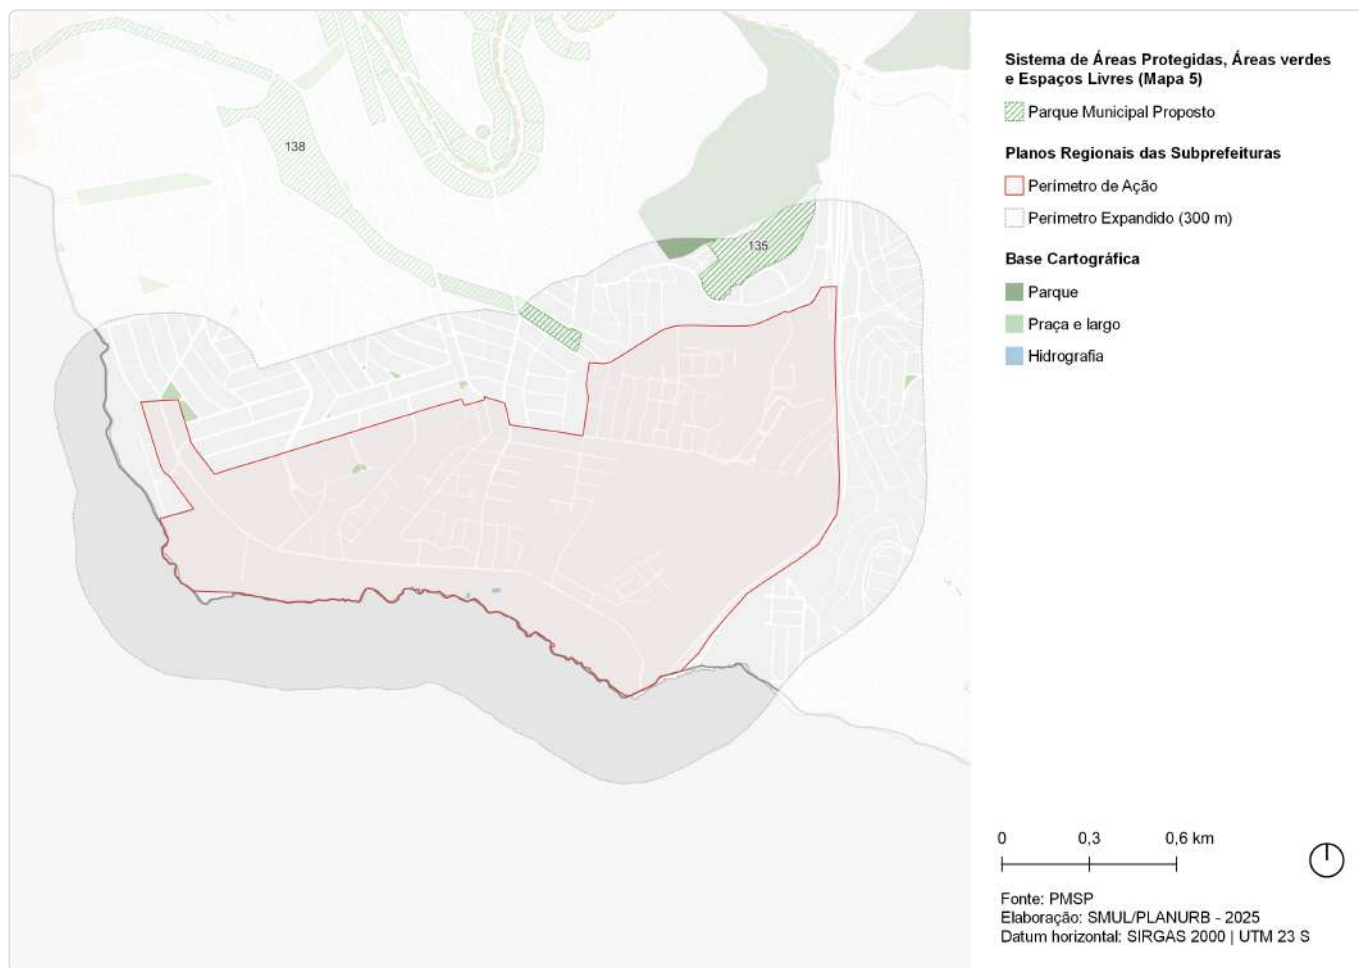 Sistema de Áreas Protegidas, Áreas verdes
e Espaços Livres (Mapa 5)
Parque Municipal Proposto
Planos Regionais das Subprefeituras
Perímetro de Ação
Perímetro Expandido (300 m)
Base Cartográfica
Parque
Praça e largo
Hidrografia
138
135
0 0,3 0,6 km
Fonte: PMSP
Elaboração: SMUL/PLANURB - 2025
Datum horizontal: SIRGAS 2000 | UTM 23 S